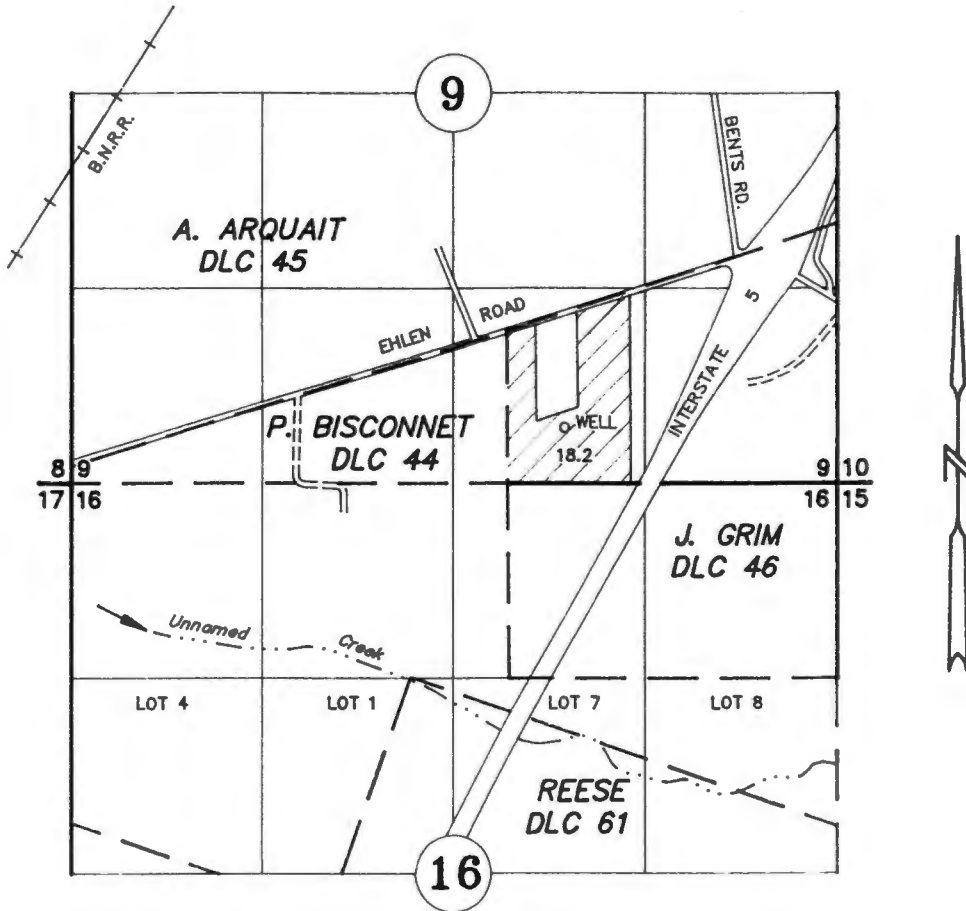 9
B.N.R.R.
BENTS RD.
A. ARQUAIT
DLC 45
EHLEN ROAD
5
INTERSTATE
P. BISCONNET
DLC 44
WELL
18.2
8 9
17 16
9 10
16 15
J. GRIM
DLC 46
Unnamed Creek
LOT 4
LOT 1
LOT 7
LOT 8
REESE
DLC 61
16